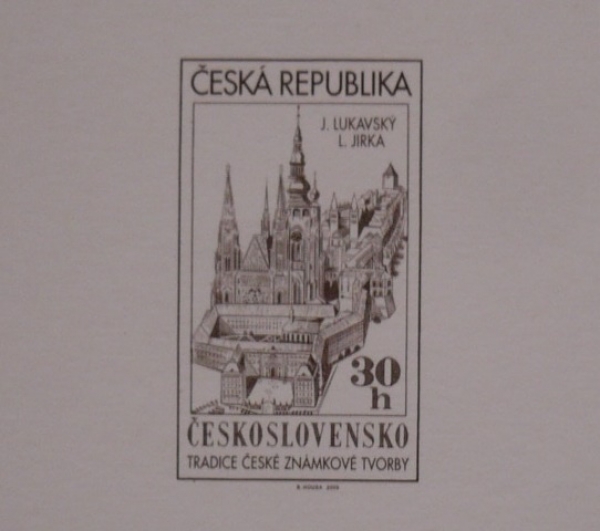 ČESKÁ REPUBLIKA
J. LUKAVSKÝ
L. JIRKA
30
h
ČESKOSLOVENSKO
TRADICE ČESKÉ ZNÁMKOVÉ TVORBY